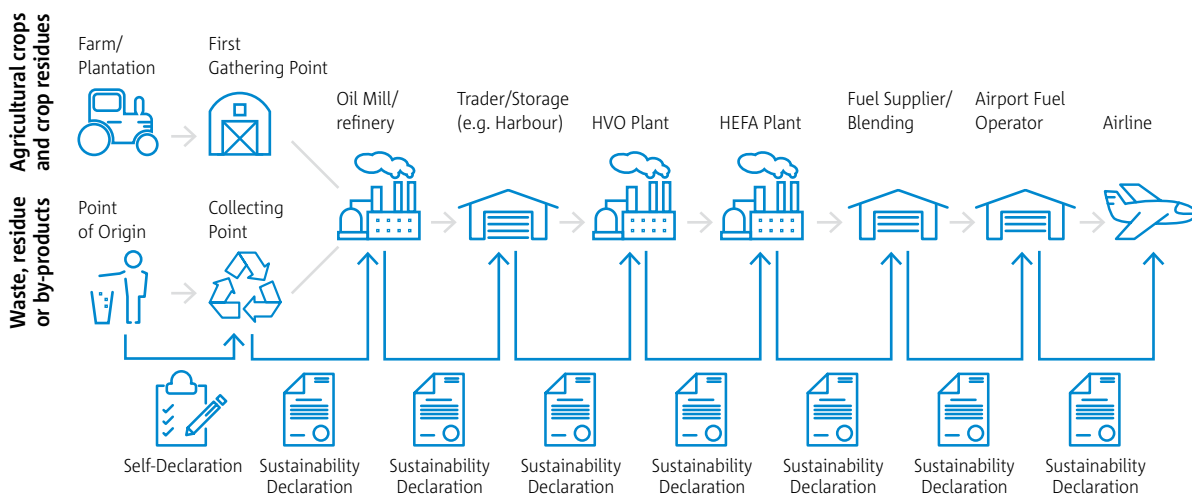 Agricultural crops
and crop residues
Farm/
Plantation
First
Gathering Point
Oil Mill/
refinery
Trader/Storage
(e.g. Harbour)
HVO Plant
HEFA Plant
Fuel Supplier/
Blending
Airport Fuel
Operator
Airline
Waste, residue
or by-products
Point
of Origin
Collecting
Point
Self-Declaration
Sustainability
Declaration
Sustainability
Declaration
Sustainability
Declaration
Sustainability
Declaration
Sustainability
Declaration
Sustainability
Declaration
Sustainability
Declaration